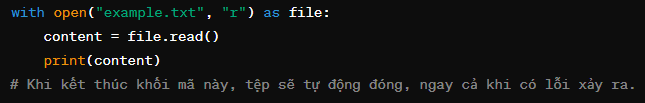 with open("example.txt", "r") as file:
    content = file.read()
    print(content)
# Khi kết thúc khối mã này, tệp sẽ tự động đóng, ngay cả khi có lỗi xảy ra.